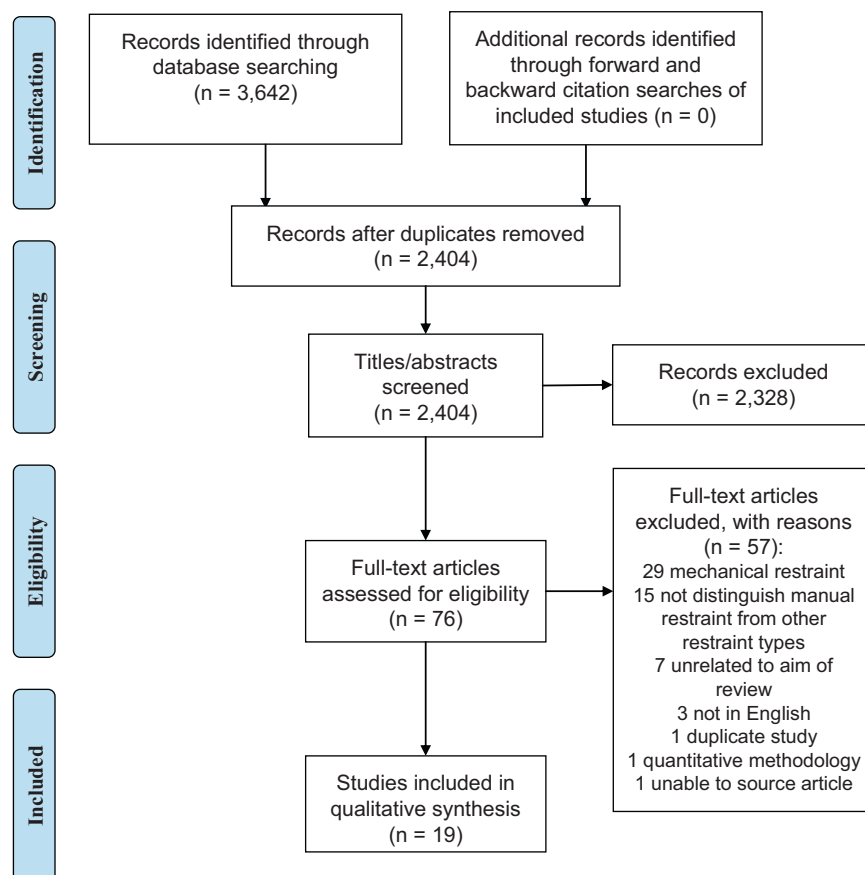 Identification
Records identified through
database searching
(n = 3,642)
Additional records identified
through forward and
backward citation searches of
included studies (n = 0)
Records after duplicates removed
(n = 2,404)
Screening
Titles/abstracts
screened
(n = 2,404)
Records excluded
(n = 2,328)
Eligibility
Full-text articles
assessed for eligibility
(n = 76)
Full-text articles
excluded, with reasons
(n = 57):
29 mechanical restraint
15 not distinguish manual
restraint from other
restraint types
7 unrelated to aim of
review
3 not in English
1 duplicate study
1 quantitative methodology
1 unable to source article
Included
Studies included in
qualitative synthesis
(n = 19)